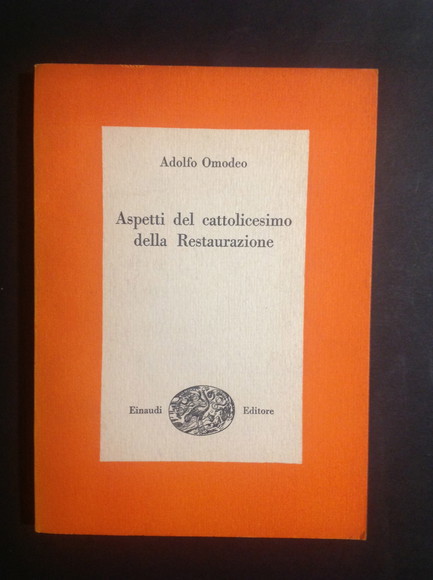 Adolfo Omodeo
Aspetti del cattolicesimo
della Restaurazione
Einaudi Editore